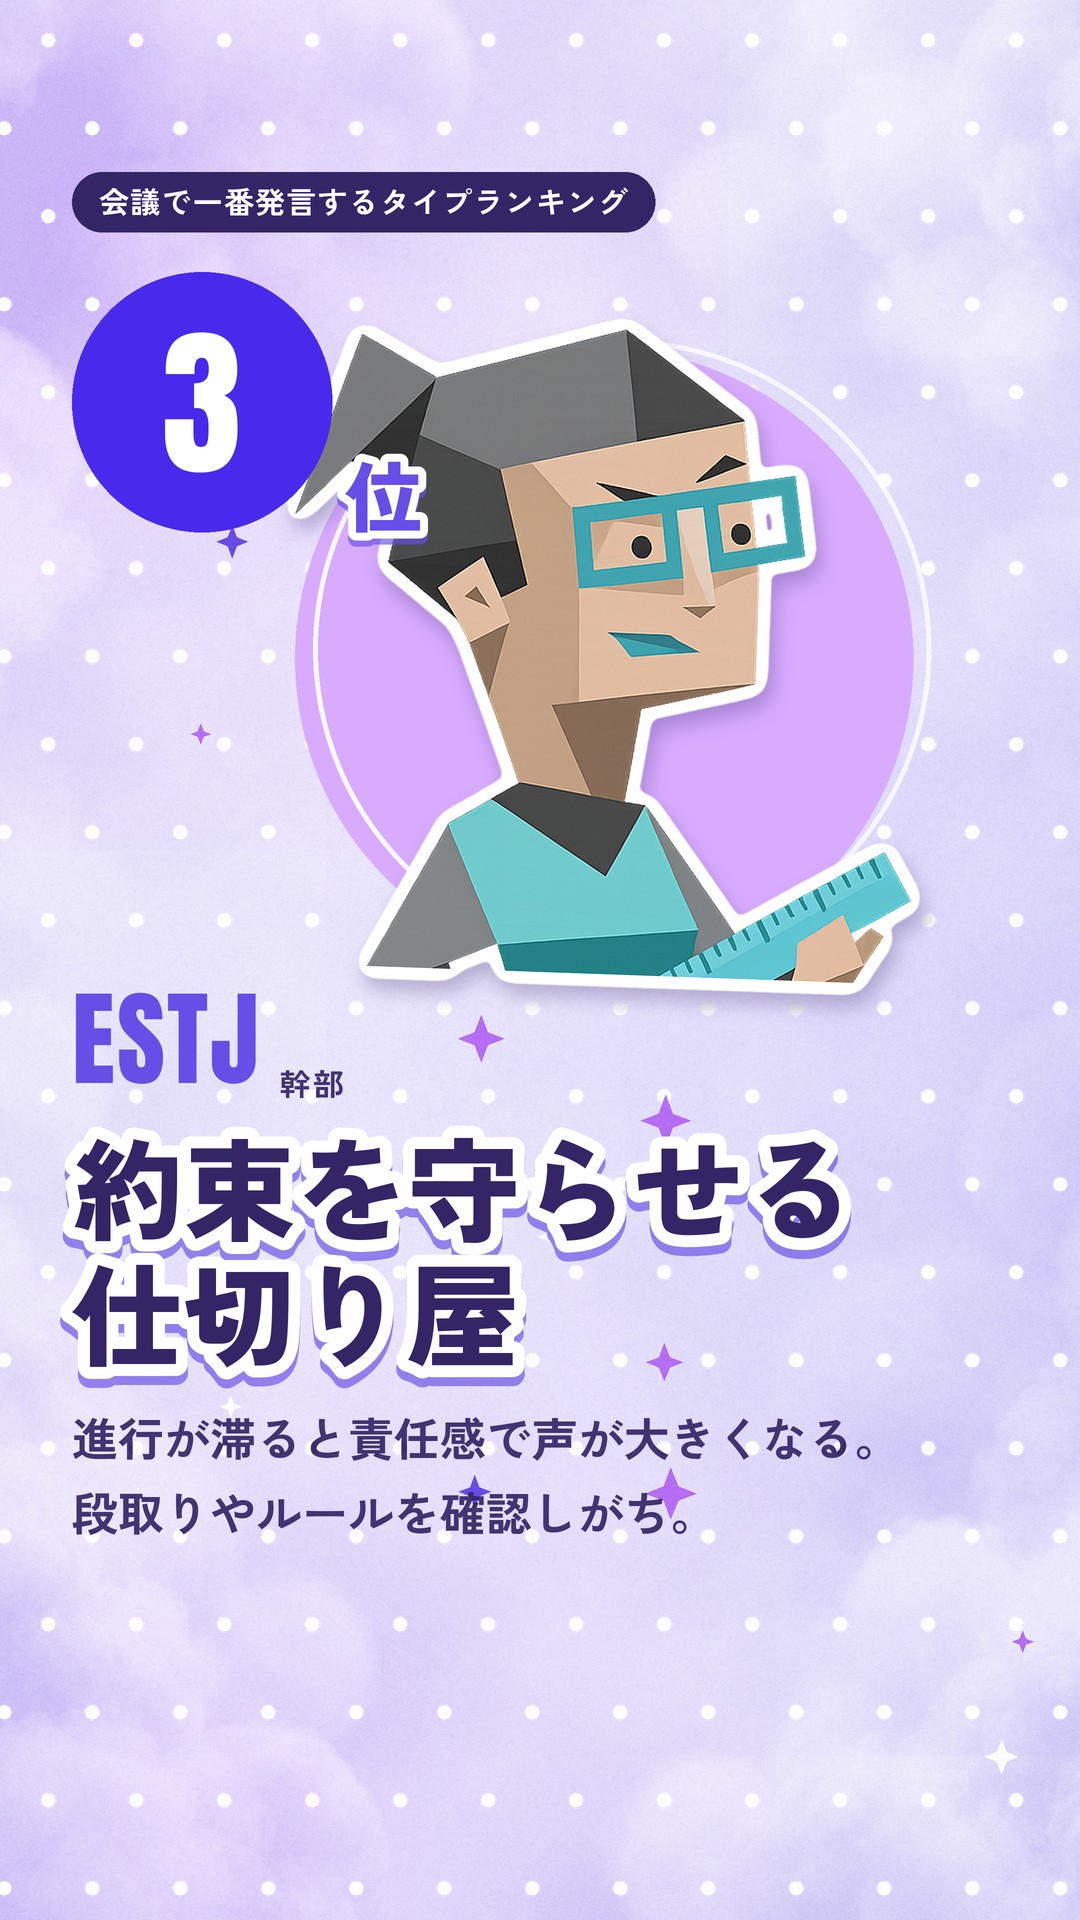 会議で一番発言するタイプランキング
3
位
ESTJ 幹部
約束を守らせる
仕切り屋
進行が滞ると責任感で声が大きくなる。
段取りやルールを確認しがち。